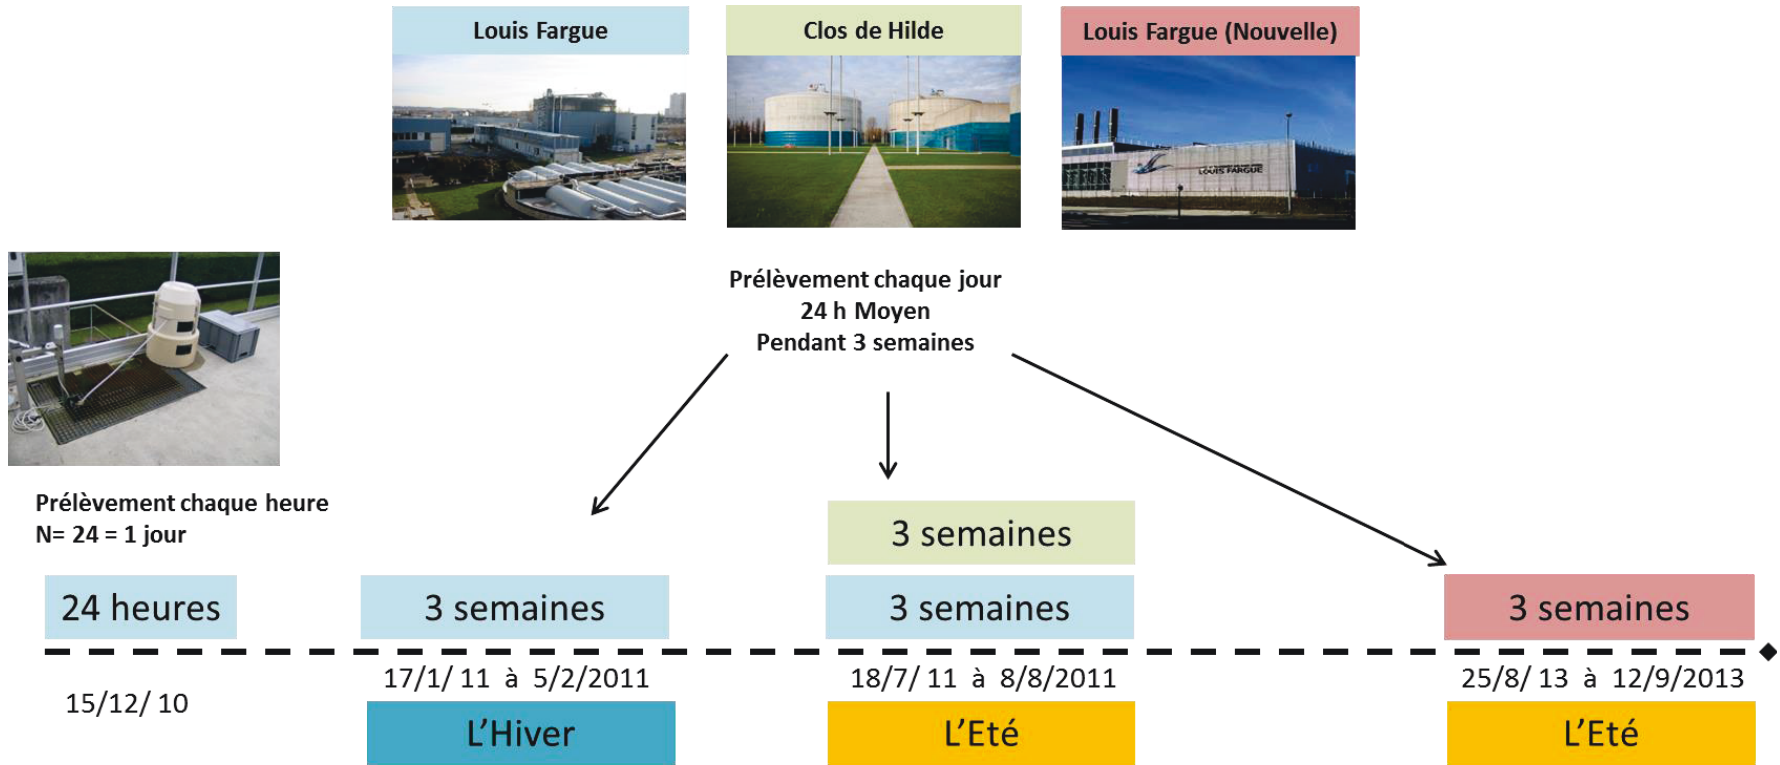 Louis Fargue
Clos de Hilde
Louis Fargue (Nouvelle)
LOUIS FARGUE
Prélèvement chaque jour
24 h Moyen
Pendant 3 semaines
Prélèvement chaque heure
N= 24 = 1 jour
3 semaines
24 heures
3 semaines
3 semaines
3 semaines
15/12/ 10
17/1/ 11 à 5/2/2011
18/7/ 11 à 8/8/2011
25/8/ 13 à 12/9/2013
L'Hiver
L'Eté
L'Eté